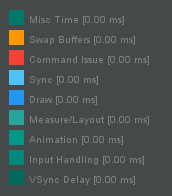 Misc Time [0.00 ms]
Swap Buffers [0.00 ms]
Command Issue [0.00 ms]
Sync [0.00 ms]
Draw [0.00 ms]
Measure/Layout [0.00 ms]
Animation [0.00 ms]
Input Handling [0.00 ms]
VSync Delay [0.00 ms]